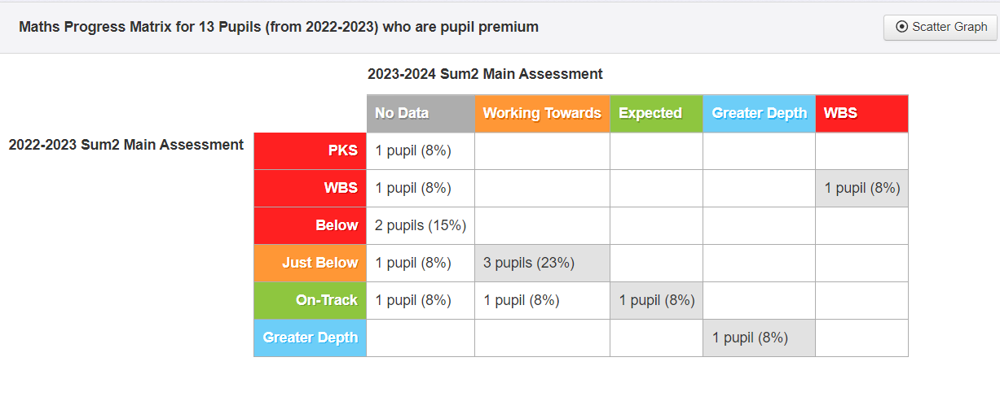 Maths Progress Matrix for 13 Pupils (from 2022-2023) who are pupil premium
Scatter Graph
2023-2024 Sum2 Main Assessment
No Data Working Towards Expected Greater Depth WBS
2022-2023 Sum2 Main Assessment PKS 1 pupil (8%)
WBS 1 pupil (8%) 1 pupil (8%)
Below 2 pupils (15%)
Just Below 1 pupil (8%) 3 pupils (23%)
On-Track 1 pupil (8%) 1 pupil (8%) 1 pupil (8%)
Greater Depth 1 pupil (8%)